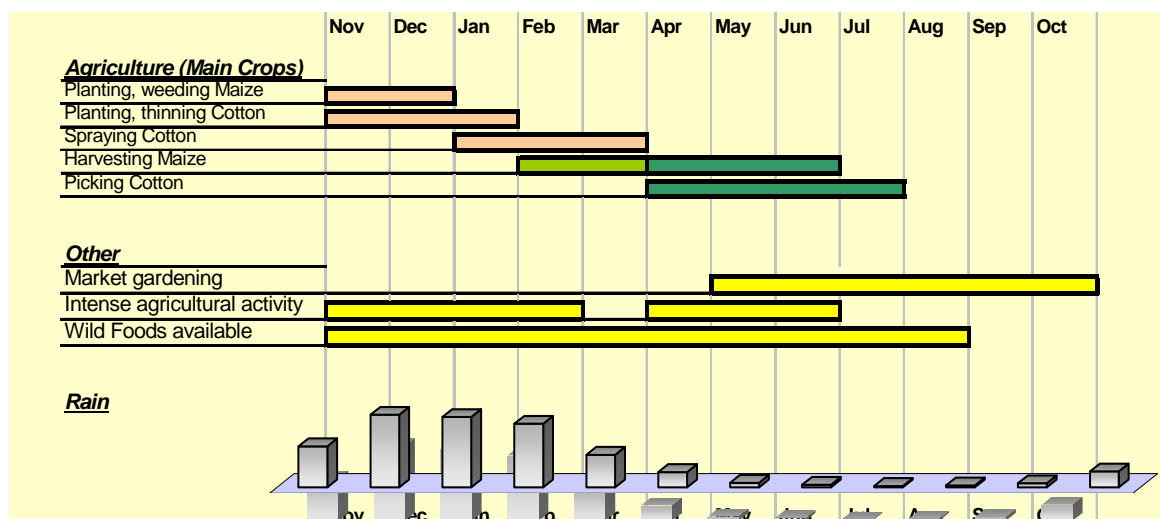 Nov Dec Jan Feb Mar Apr May Jun Jul Aug Sep Oct
Agriculture (Main Crops)
Planting, weeding Maize
Planting, thinning Cotton
Spraying Cotton
Harvesting Maize
Picking Cotton
Other
Market gardening
Intense agricultural activity
Wild Foods available
Rain